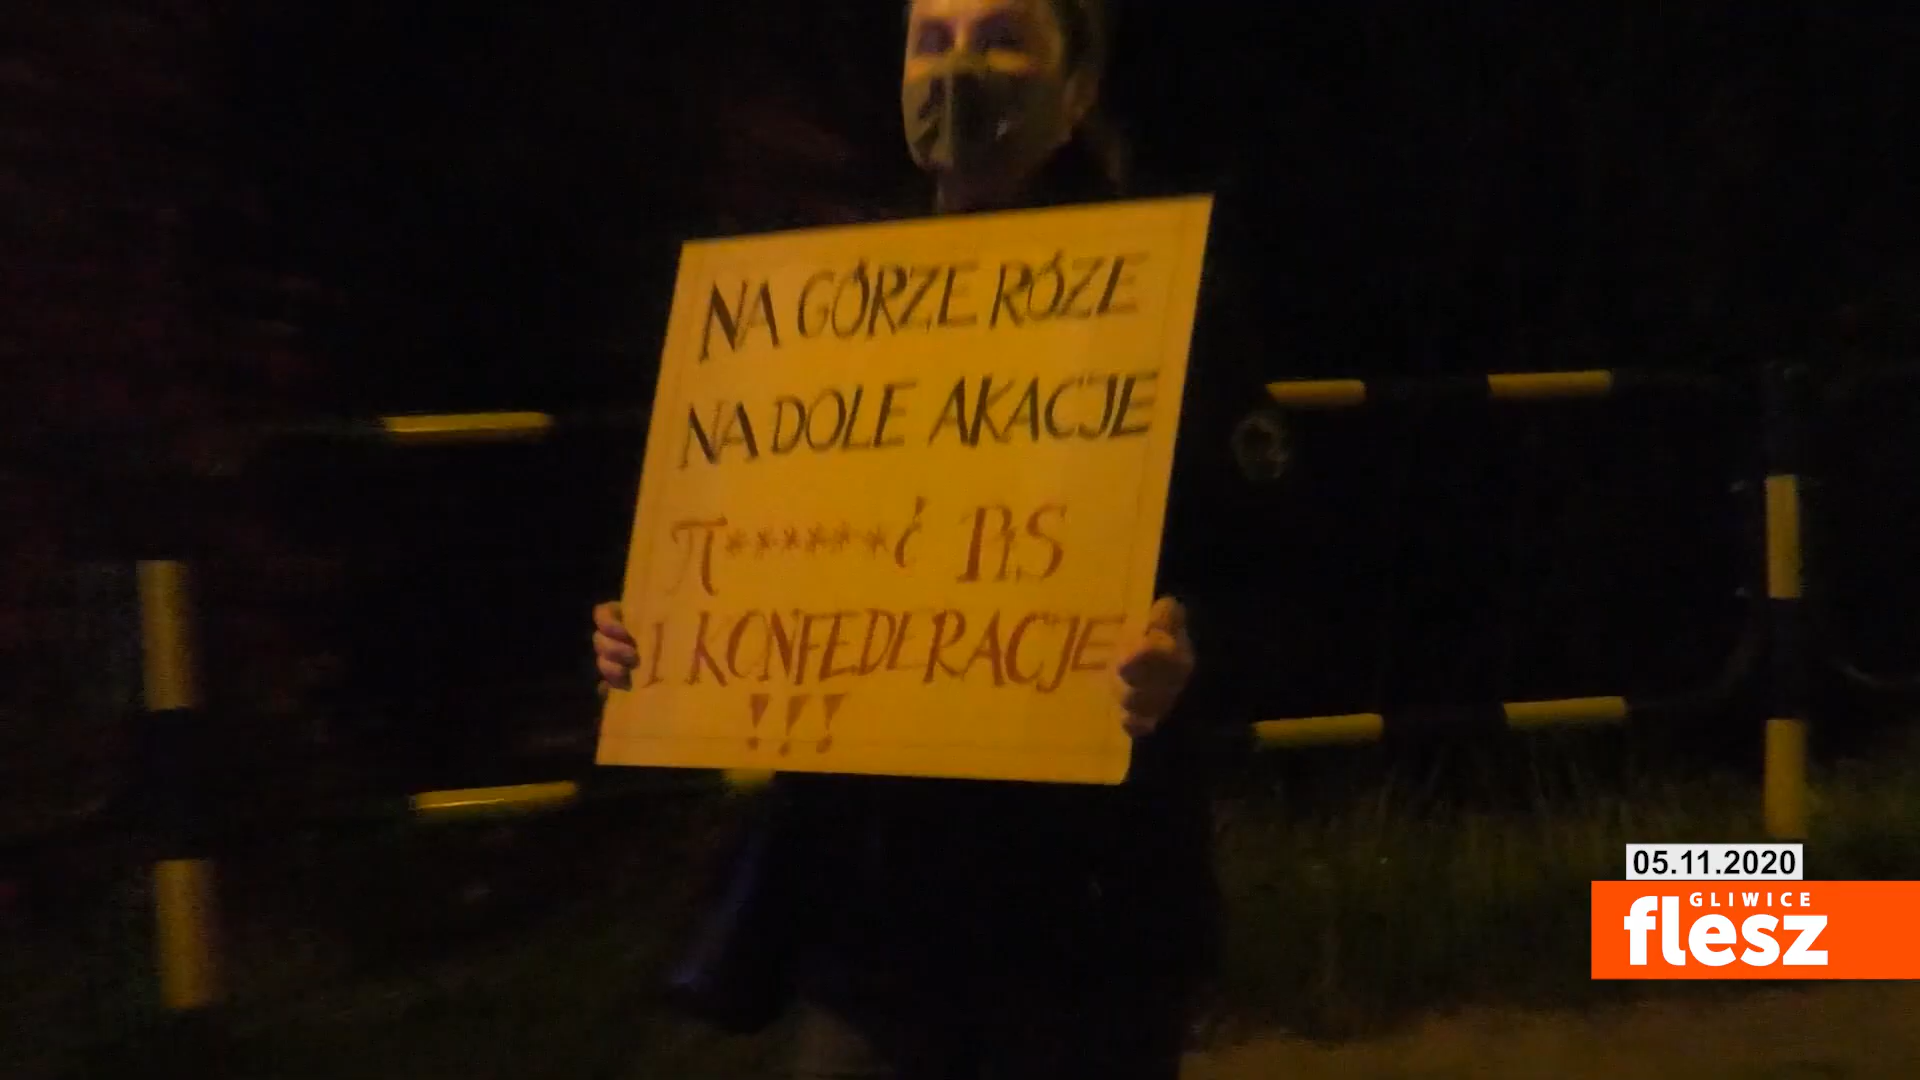 NA GÓRZE RÓŻE
NA DOLE AKACJE
π******ć PiS
I KONFEDERACJE
!!!
05.11.2020
GLIWICE
flesz